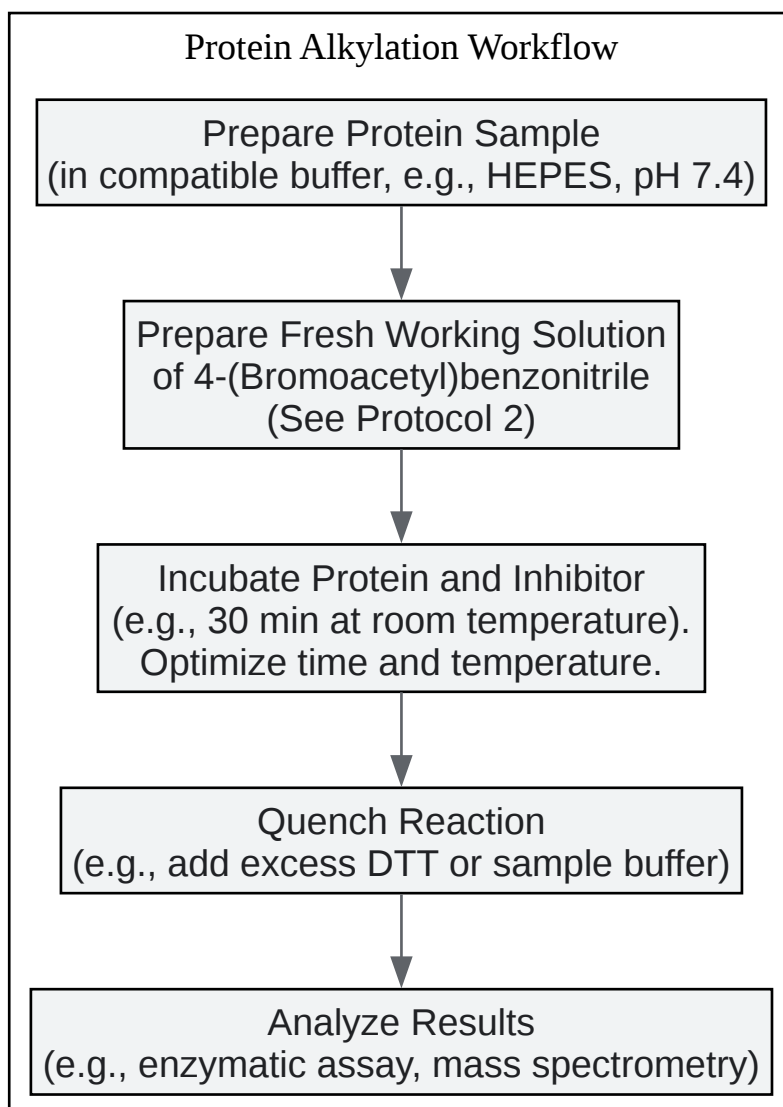 Protein Alkylation Workflow
Prepare Protein Sample
(in compatible buffer, e.g., HEPES, pH 7.4)
Prepare Fresh Working Solution
of 4-(Bromoacetyl)benzonitrile
(See Protocol 2)
Incubate Protein and Inhibitor
(e.g., 30 min at room temperature).
Optimize time and temperature.
Quench Reaction
(e.g., add excess DTT or sample buffer)
Analyze Results
(e.g., enzymatic assay, mass spectrometry)